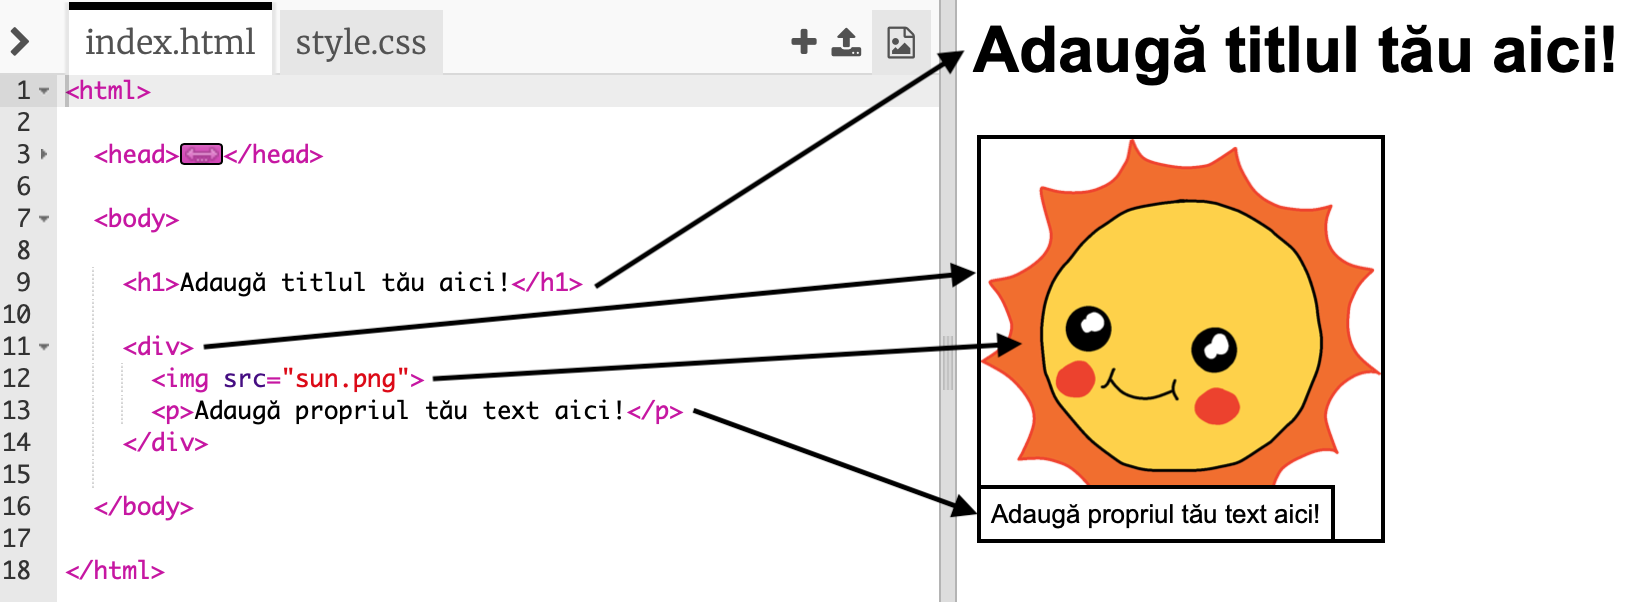 index.html
style.css
1 <html>
2
3 <head></head>
6
7 <body>
8
9 <h1>Adaugă titlul tău aici!</h1>
10
11 <div>
12 <img src="sun.png">
13 <p>Adaugă propriul tău text aici!</p>
14 </div>
15
16 </body>
17
18 </html>
Adaugă titlul tău aici!
Adaugă propriul tău text aici!